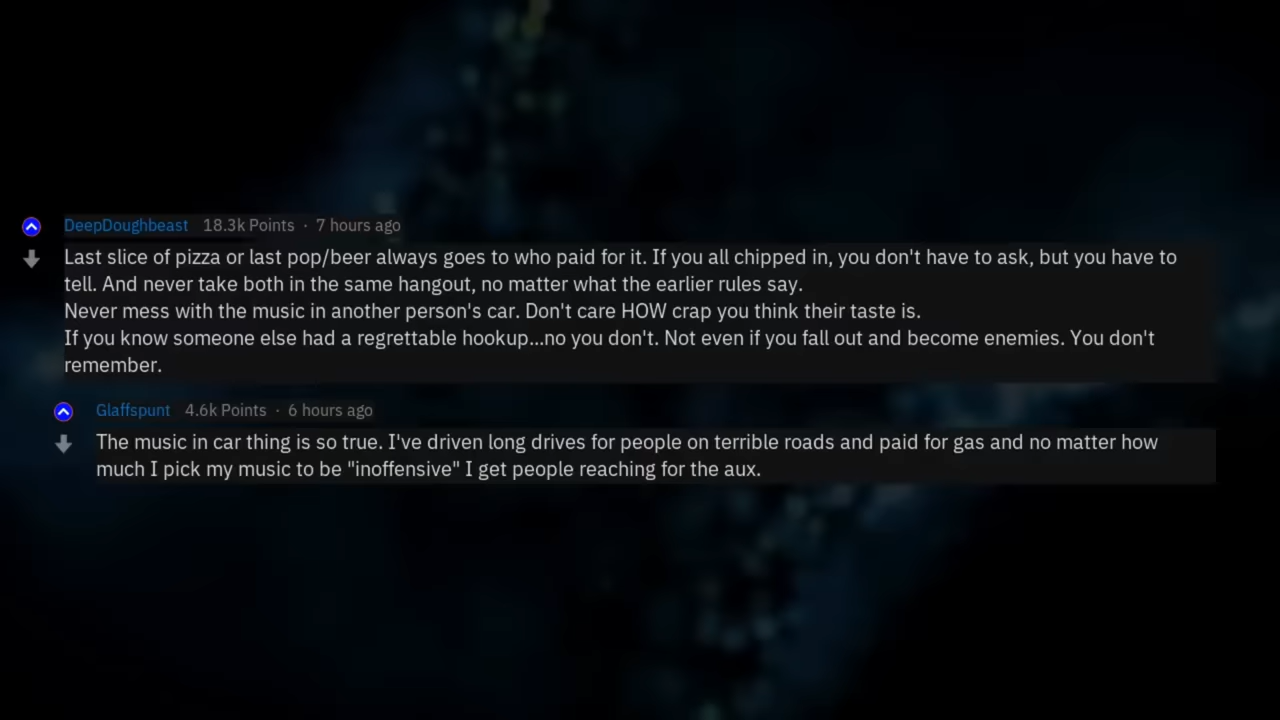 DeepDoughbeast 18.3k Points · 7 hours ago
Last slice of pizza or last pop/beer always goes to who paid for it. If you all chipped in, you don't have to ask, but you have to
tell. And never take both in the same hangout, no matter what the earlier rules say.
Never mess with the music in another person's car. Don't care HOW crap you think their taste is.
If you know someone else had a regrettable hookup...no you don't. Not even if you fall out and become enemies. You don't
remember.
Glaffspunt 4.6k Points · 6 hours ago
The music in car thing is so true. I've driven long drives for people on terrible roads and paid for gas and no matter how
much I pick my music to be "inoffensive" I get people reaching for the aux.